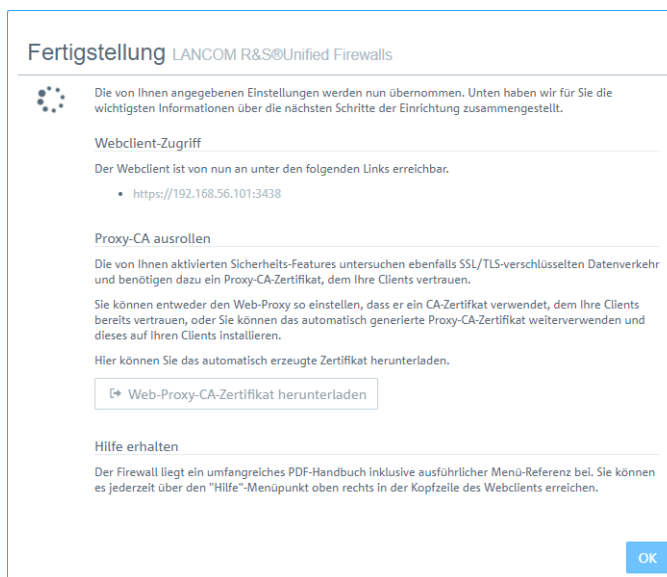 Fertigstellung LANCOM R&S®Unified Firewalls
Die von Ihnen angegebenen Einstellungen werden nun übernommen. Unten haben wir für Sie die
wichtigsten Informationen über die nächsten Schritte der Einrichtung zusammengestellt.
Webclient-Zugriff
Der Webclient ist von nun an unter den folgenden Links erreichbar.
• https://192.168.56.101:3438
Proxy-CA ausrollen
Die von Ihnen aktivierten Sicherheits-Features untersuchen ebenfalls SSL/TLS-verschlüsselten Datenverkehr
und benötigen dazu ein Proxy-CA-Zertifikat, dem Ihre Clients vertrauen.
Sie können entweder den Web-Proxy so einstellen, dass er ein CA-Zertifkat verwendet, dem Ihre Clients
bereits vertrauen, oder Sie können das automatisch generierte Proxy-CA-Zertifikat weiterverwenden und
dieses auf Ihren Clients installieren.
Hier können Sie das automatisch erzeugte Zertifikat herunterladen.
Web-Proxy-CA-Zertifikat herunterladen
Hilfe erhalten
Der Firewall liegt ein umfangreiches PDF-Handbuch inklusive ausführlicher Menü-Referenz bei. Sie können
es jederzeit über den "Hilfe"-Menüpunkt oben rechts in der Kopfzeile des Webclients erreichen.
OK